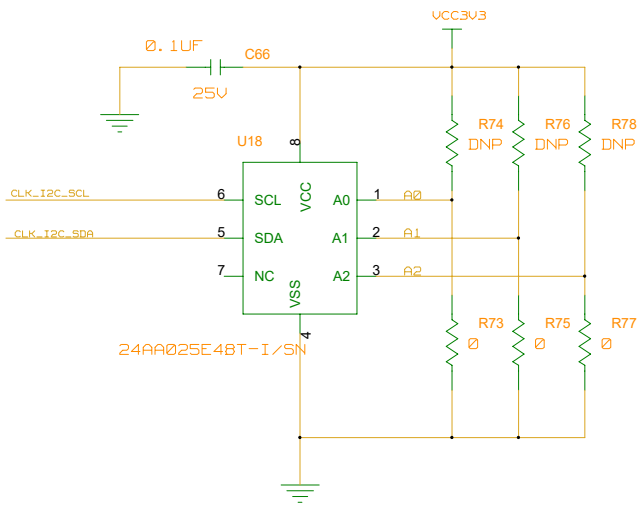 VCC3V3
0.1UF
C66
25V
R74
R76
R78
DNP
DNP
DNP
U18
8
CLK_I2C_SCL
6
SCL
VCC
A0
1
A0
CLK_I2C_SDA
5
SDA
A1
2
A1
7
NC
VSS
A2
3
A2
4
24AA025E48T-I/SN
R73
R75
R77
0
0
0